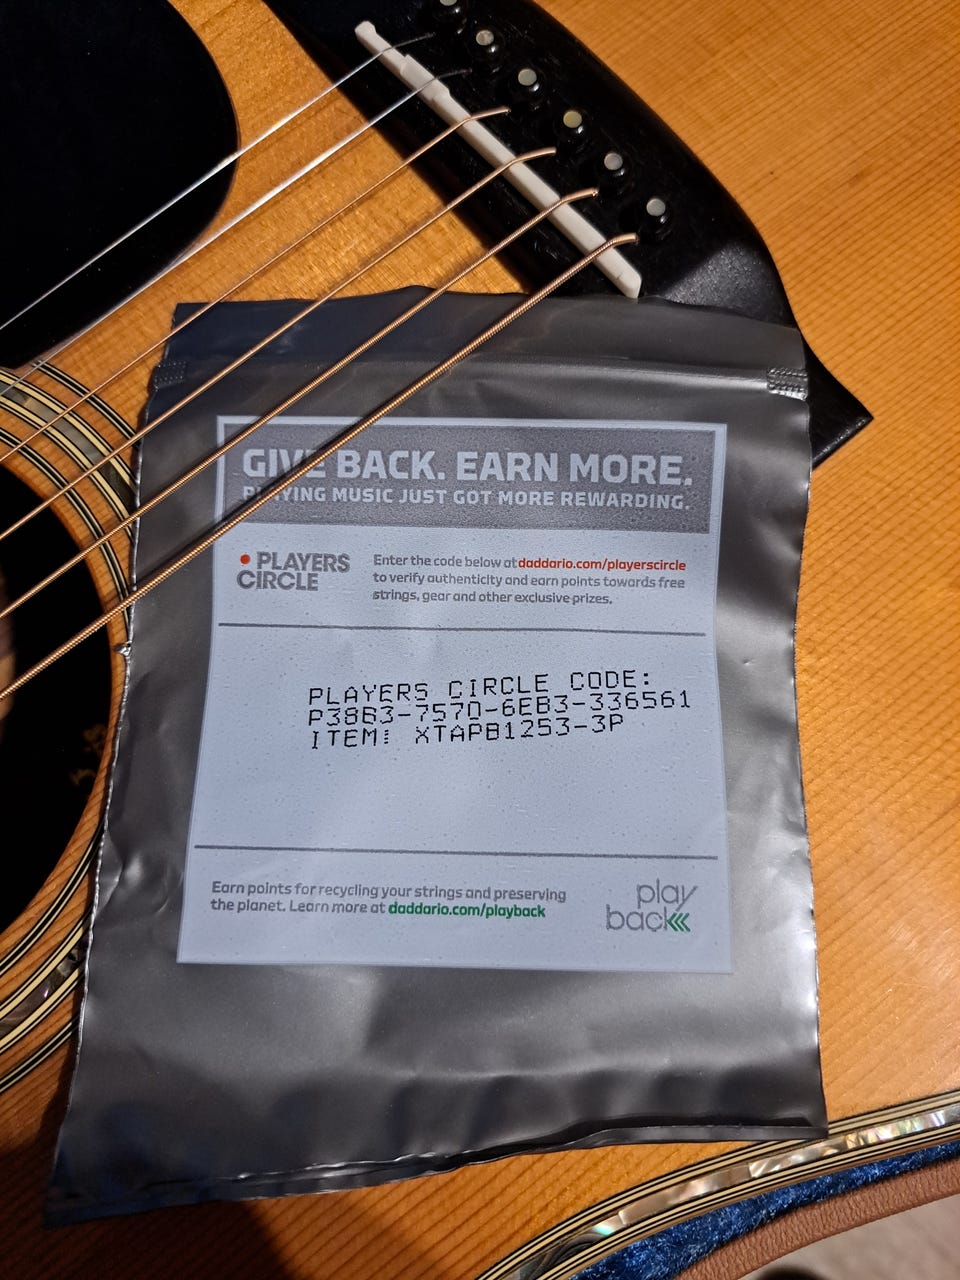 GIVE BACK. EARN MORE.
PLAYING MUSIC JUST GOT MORE REWARDING.
PLAYERS
CIRCLE
Enter the code below at daddario.com/playerscircle
to verify authenticity and earn points towards free
strings, gear and other exclusive prizes.
PLAYERS CIRCLE CODE:
P38B3-7570-6EB3-336561
ITEM: XTAPB1253-3P
Earn points for recycling your strings and preserving
the planet. Learn more at daddario.com/playback
play
back